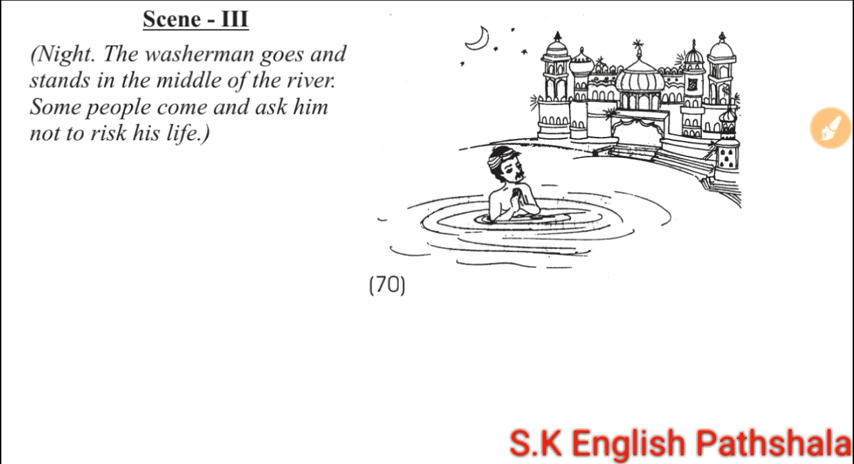 Scene - III
(Night. The washerman goes and
stands in the middle of the river.
Some people come and ask him
not to risk his life.)
(70)
S.K English Pathshala